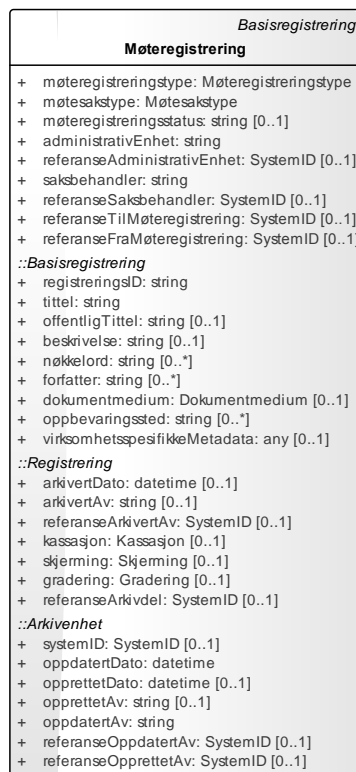 Basisregistrering
Møteregistrering
+ møteregistreringstype: Møteregistreringstype
+ møtesakstype: Møtesakstype
+ møteregistreringsstatus: string [0..1]
+ administrativEnhet: string
+ referanseAdministrativEnhet: SystemID [0..1]
+ saksbehandler: string
+ referanseSaksbehandler: SystemID [0..1]
+ referanseTilMøteregistrering: SystemID [0..1]
+ referanseFraMøteregistrering: SystemID [0..1]
::Basisregistrering
+ registreringsID: string
+ tittel: string
+ offentligTittel: string [0..1]
+ beskrivelse: string [0..1]
+ nøkkelord: string [0..*]
+ forfatter: string [0..*]
+ dokumentmedium: Dokumentmedium [0..1]
+ oppbevaringssted: string [0..*]
+ virksomhetsspesifikkeMetadata: any [0..1]
::Registrering
+ arkivertDato: datetime [0..1]
+ arkivertAv: string [0..1]
+ referanseArkivertAv: SystemID [0..1]
+ kassasjon: Kassasjon [0..1]
+ skjerming: Skjerming [0..1]
+ gradering: Gradering [0..1]
+ referanseArkivdel: SystemID [0..1]
::Arkivenhet
+ systemID: SystemID [0..1]
+ oppdatertDato: datetime
+ opprettetDato: datetime [0..1]
+ opprettetAv: string [0..1]
+ oppdatertAv: string
+ referanseOppdatertAv: SystemID [0..1]
+ referanseOpprettetAv: SystemID [0..1]